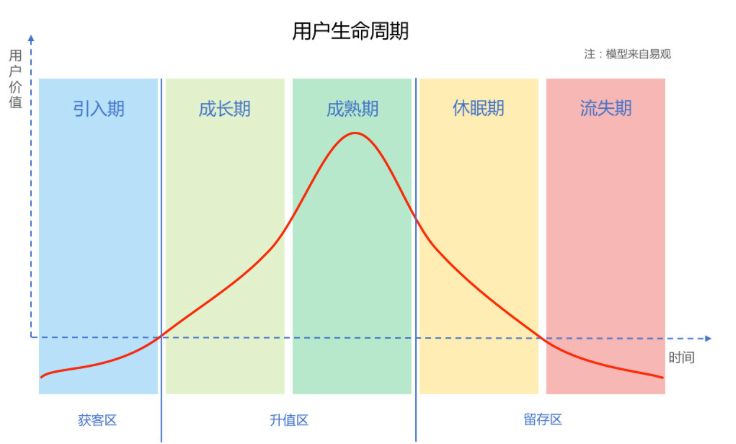 用户生命周期
注：模型来自易观
用户价值
引入期
成长期
成熟期
休眠期
流失期
时间
获客区
升值区
留存区